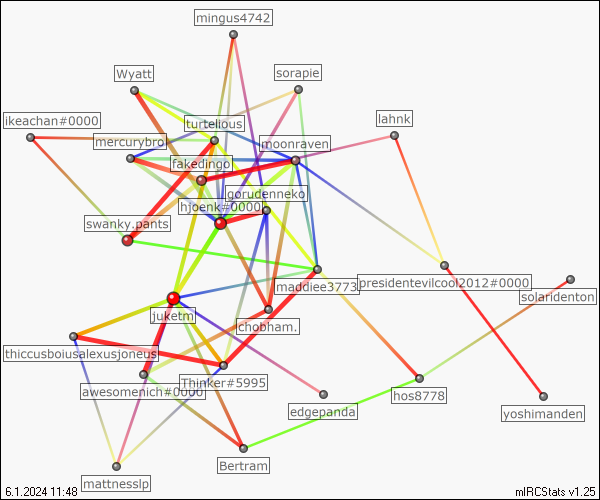 mingus4742
Wyatt
sorapie
ikeachan#0000
turtelious
lahnk
mercurybroi
moonraven
fakedingo
gorudenneko
hjoenk#0000
swanky.pants
maddiee3773
presidentevilcool2012#0000
solaridenton
juketm
chobham.
thiccusboiusalexusjoneus
Thinker#5995
awesomenich#0000
hos8778
edgepanda
yoshimanden
Bertram
mattnesslp
6.1.2024 11:48
mIRCStats v1.25